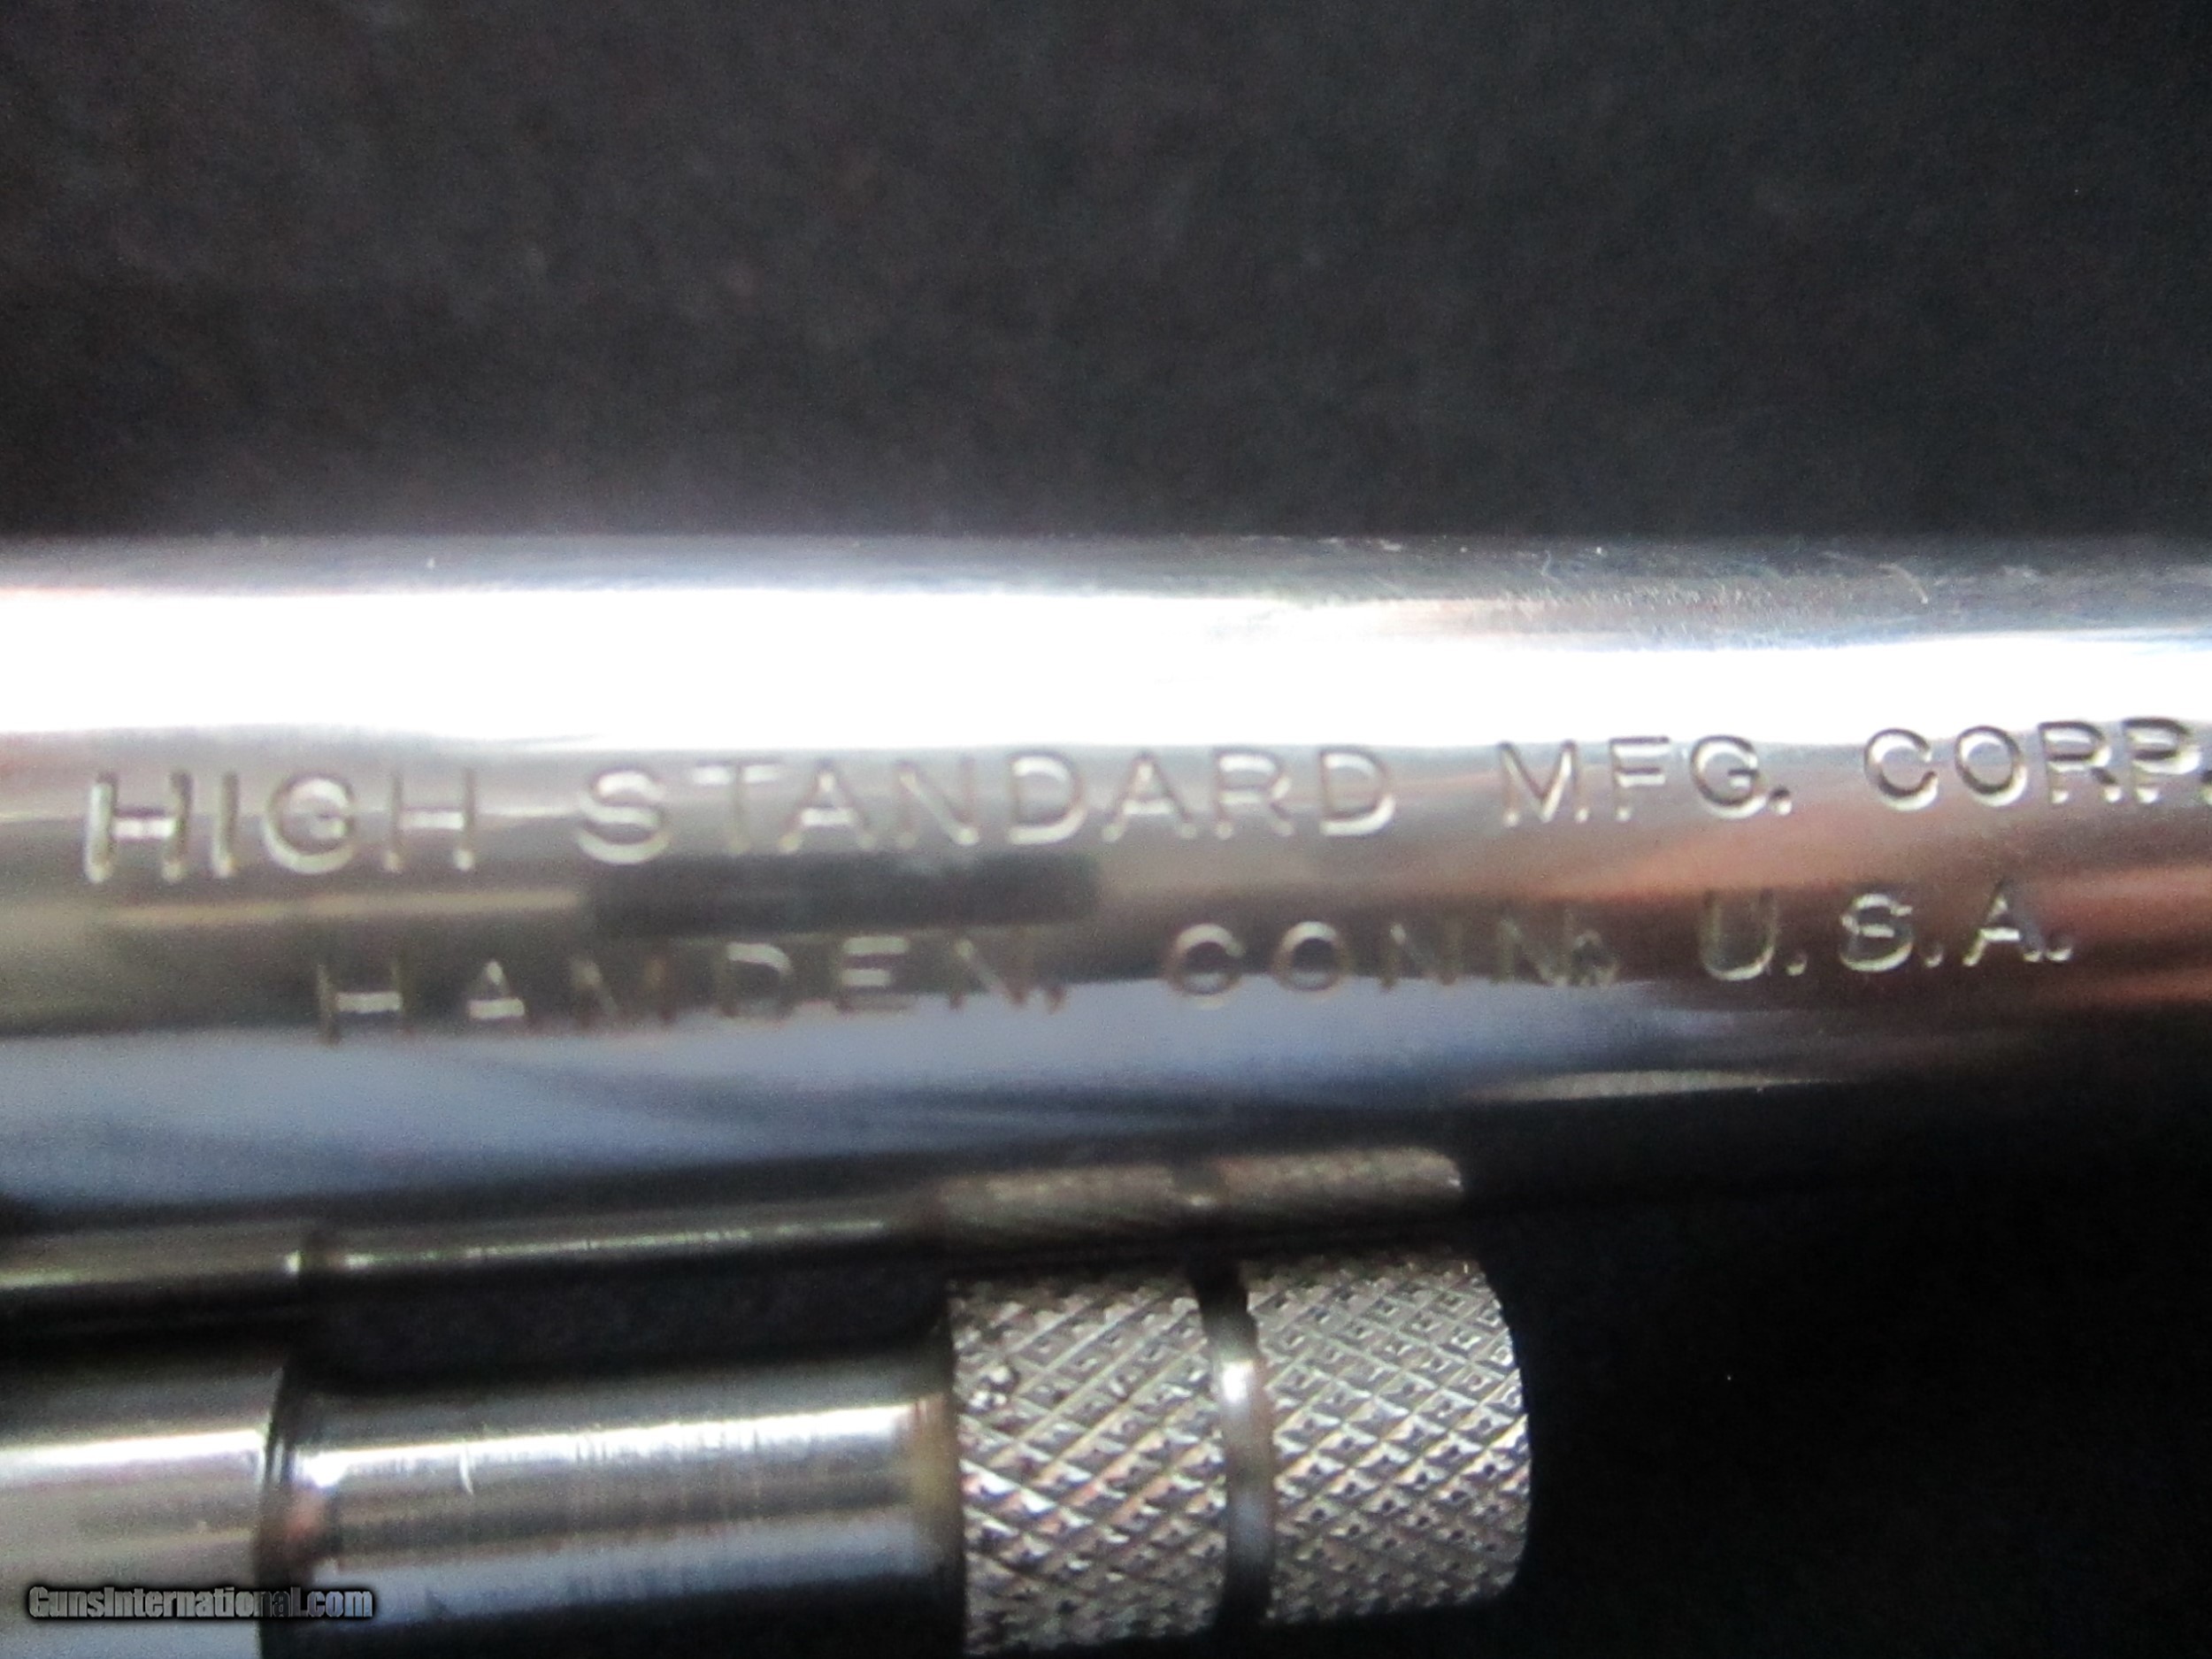 HIGH STANDARD MFG. CORP.
HAMDEN. CONN. U.S.A.
GunsInternational.com